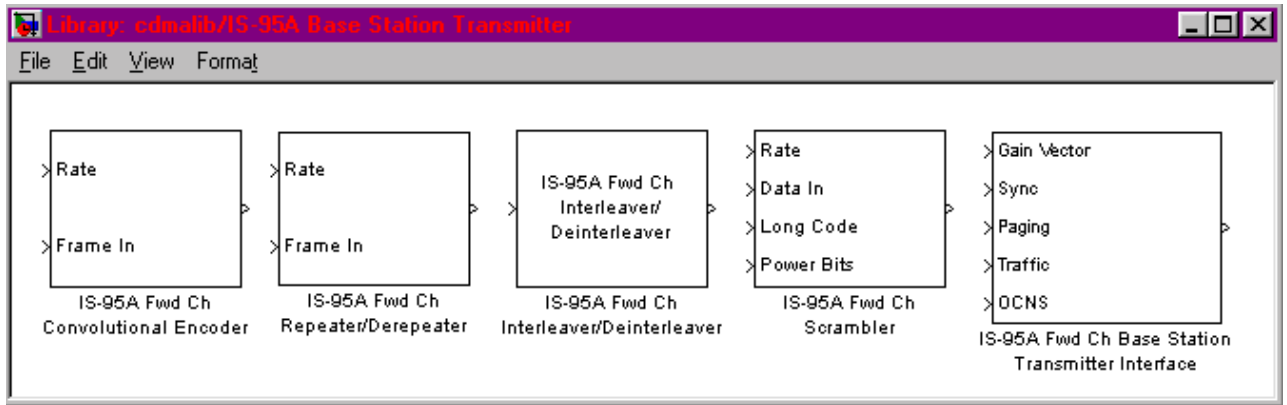 Library: cdmalib/IS-95A Base Station Transmitter
File Edit View Format
Rate
Frame In
IS-95A Fwd Ch
Convolutional Encoder
Rate
Frame In
IS-95A Fwd Ch
Repeater/Derepeater
IS-95A Fwd Ch
Interleaver/
Deinterleaver
IS-95A Fwd Ch
Interleaver/Deinterleaver
Rate
Data In
Long Code
Power Bits
IS-95A Fwd Ch
Scrambler
Gain Vector
Sync
Paging
Traffic
OCNS
IS-95A Fwd Ch Base Station
Transmitter Interface